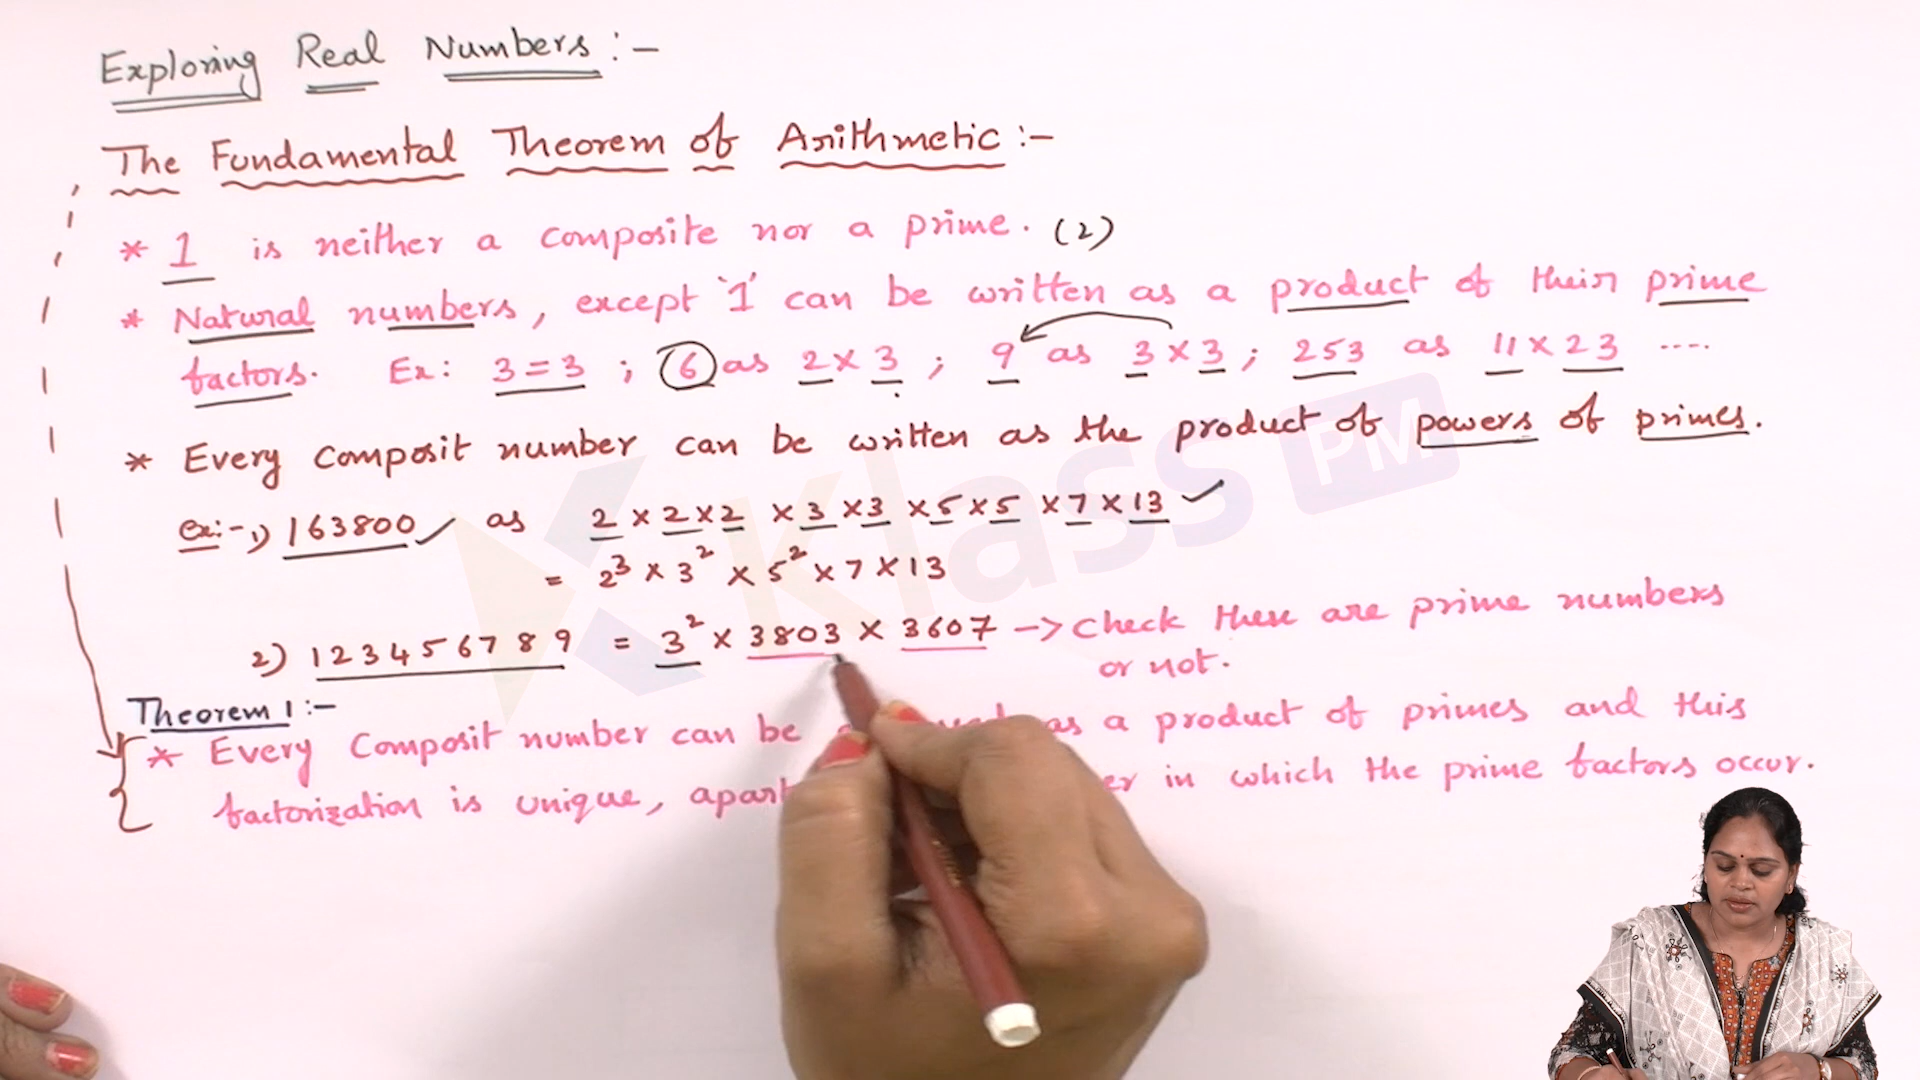 Exploring Real Numbers :-
The Fundamental Theorem of Arithmetic :-
* 1 is neither a composite nor a prime. (2)
* Natural numbers, except '1' can be written as a product of their prime
factors. Ex: 3=3 ; 6 as 2 × 3 ; 9 as 3 × 3 ; 253 as 11 × 23 ....
* Every composit number can be written as the product of powers of primes.
ex:- 1) 163800 ✓ as 2 × 2 × 2 × 3 × 3 × 5 × 5 × 7 × 13 ✓
= 2³ × 3² × 5² × 7 × 13
2) 123456789 = 3² × 3803 × 3607 -> check these are prime numbers
or not.
Theorem 1 :-
* Every Composit number can be as a product of primes and this
factorization is unique, apart in which the prime factors occur.
Klass PM